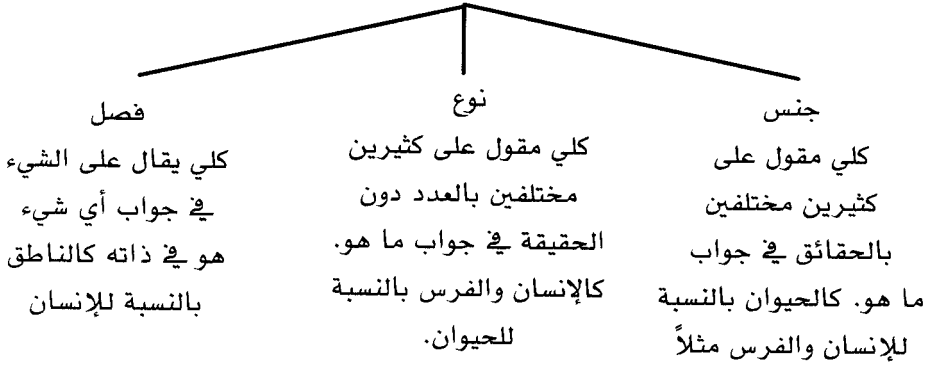 جنس
كلي مقول على
كثيرين مختلفين
بالحقائق في جواب
ما هو. كالحيوان بالنسبة
للإنسان والفرس مثلاً
نوع
كلي مقول على كثيرين
مختلفين بالعدد دون
الحقيقة في جواب ما هو.
كالإنسان والفرس بالنسبة
للحيوان.
فصل
كلي يقال على الشيء
في جواب أي شيء
هو في ذاته كالناطق
بالنسبة للإنسان